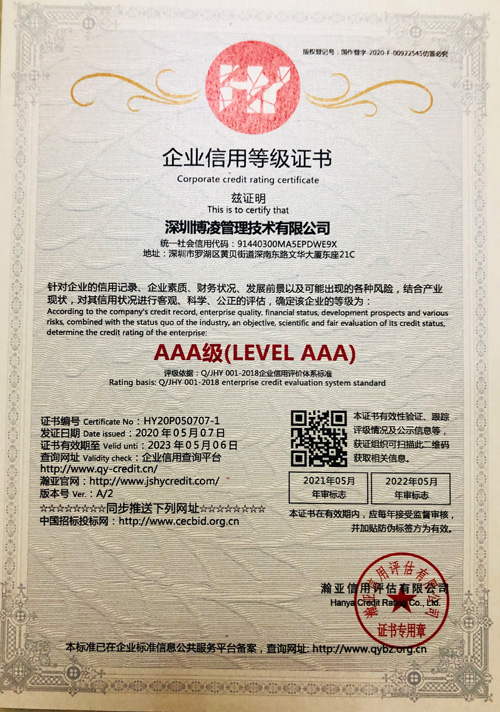 版权登记号：国作登字-2020-F-00922545仿冒必究
HY
企业信用等级证书
Corporate credit rating certificate
兹证明
This is to certify that
深圳博凌管理技术有限公司
统一社会信用代码：91440300MA5EPDWE9X
地址：深圳市罗湖区黄贝街道深南东路文华大厦东座21C
针对企业的信用记录、企业素质、财务状况、发展前景以及可能出现的各种风险，结合产业
现状，对其信用状况进行客观、科学、公正的评估，确定该企业的等级为：
According to the company's credit record, enterprise quality, financial status, development prospects and various
risks, combined with the status quo of the industry, an objective, scientific and fair evaluation of its credit status,
determine the credit rating of the enterprise:
AAA级(LEVEL AAA)
评级依据：Q/JHY 001-2018企业信用评价体系标准
Rating basis: Q/JHY 001-2018 enterprise credit evaluation system standard
证书编号 Certificate No：HY20P050707-1
发证日期 Date issued：2020年05月07日
证书有效期至 Valid unti：2023年05月06日
查询网址 Validity check：企业信用查询平台
http://www.qy-credit.cn/
瀚亚官网：http://www.jshycredit.com/
版本号 Ver.：A/2
☆☆☆☆☆☆☆☆同步推送下列网址☆☆☆☆☆☆☆☆
中国招标投标网：http://www.cecbid.org.cn
本证书有效性验证、跟踪
评级情况及公示信息等，
获证组织可扫描此二维码
获取相关信息。
2021年05月
年审标志
2022年05月
年审标志
本证书在有效期内，应每年接受监督审核，
并加贴防伪标签方为有效。
瀚亚信用评估有限公司
Hanya Credit Rating Co., Ltd.
瀚亚信用评估有限公司
证书专用章
本标准已在企业标准信息公共服务平台备案，查询网址: http://www.qybz.org.cn